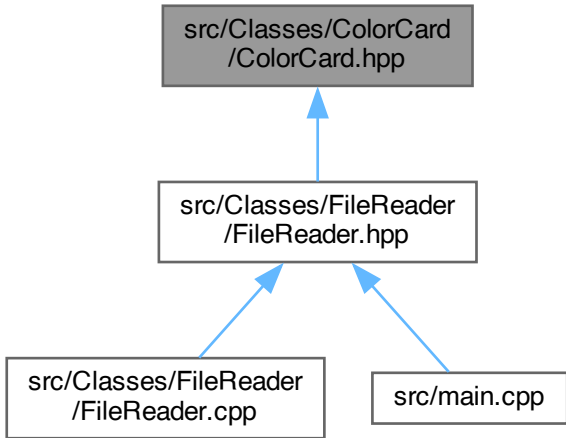 src/Classes/ColorCard
/ColorCard.hpp
src/Classes/FileReader
/FileReader.hpp
src/Classes/FileReader
/FileReader.cpp
src/main.cpp